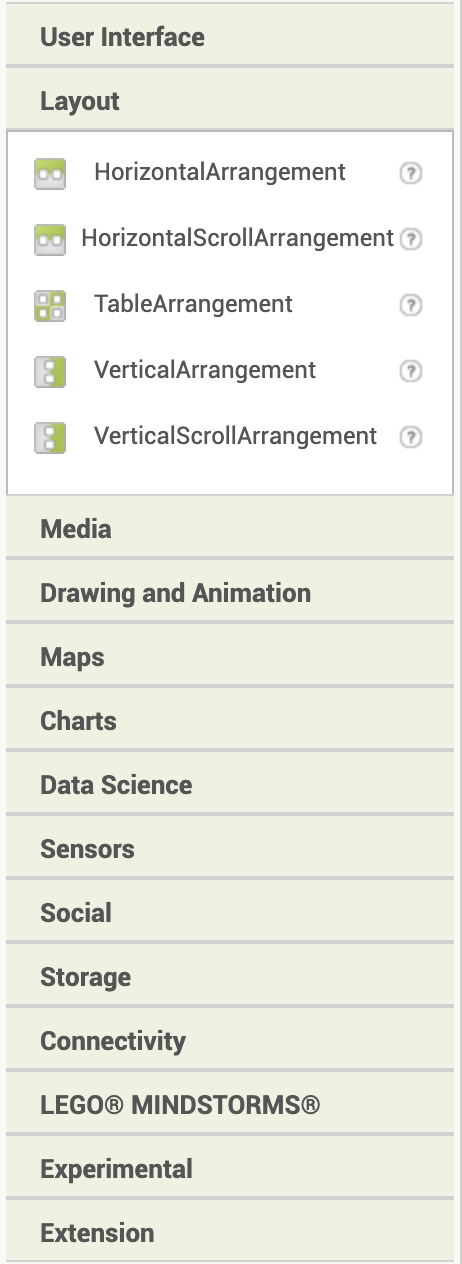 User Interface
Layout
HorizontalArrangement ?
HorizontalScrollArrangement ?
TableArrangement ?
VerticalArrangement ?
VerticalScrollArrangement ?
Media
Drawing and Animation
Maps
Charts
Data Science
Sensors
Social
Storage
Connectivity
LEGO® MINDSTORMS®
Experimental
Extension